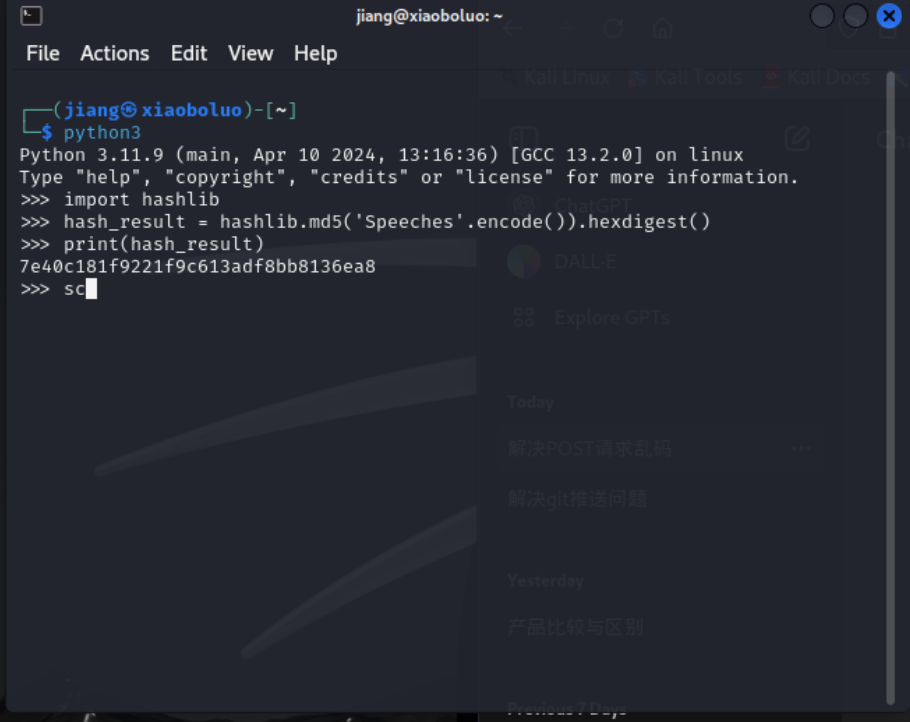 jiang@xiaoboluo: ~
File Actions Edit View Help
Kali Linux Kali Tools Kali Docs
┌──(jiang㉿xiaoboluo)-[~]
└─$ python3
Python 3.11.9 (main, Apr 10 2024, 13:16:36) [GCC 13.2.0] on linux
Type "help", "copyright", "credits" or "license" for more information.
>>> import hashlib
>>> hash_result = hashlib.md5('Speeches'.encode()).hexdigest()
>>> print(hash_result)
7e40c181f9221f9c613adf8bb8136ea8
>>> sc
ChatGPT
DALL·E
Explore GPTs
Today
解决POST请求乱码
解决git推送问题
Yesterday
产品比较与区别
Previous 7 Days